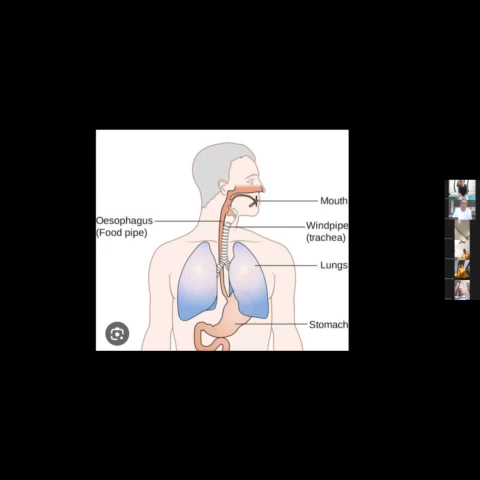 Mouth
Oesophagus
(Food pipe)
Windpipe
(trachea)
Lungs
Stomach